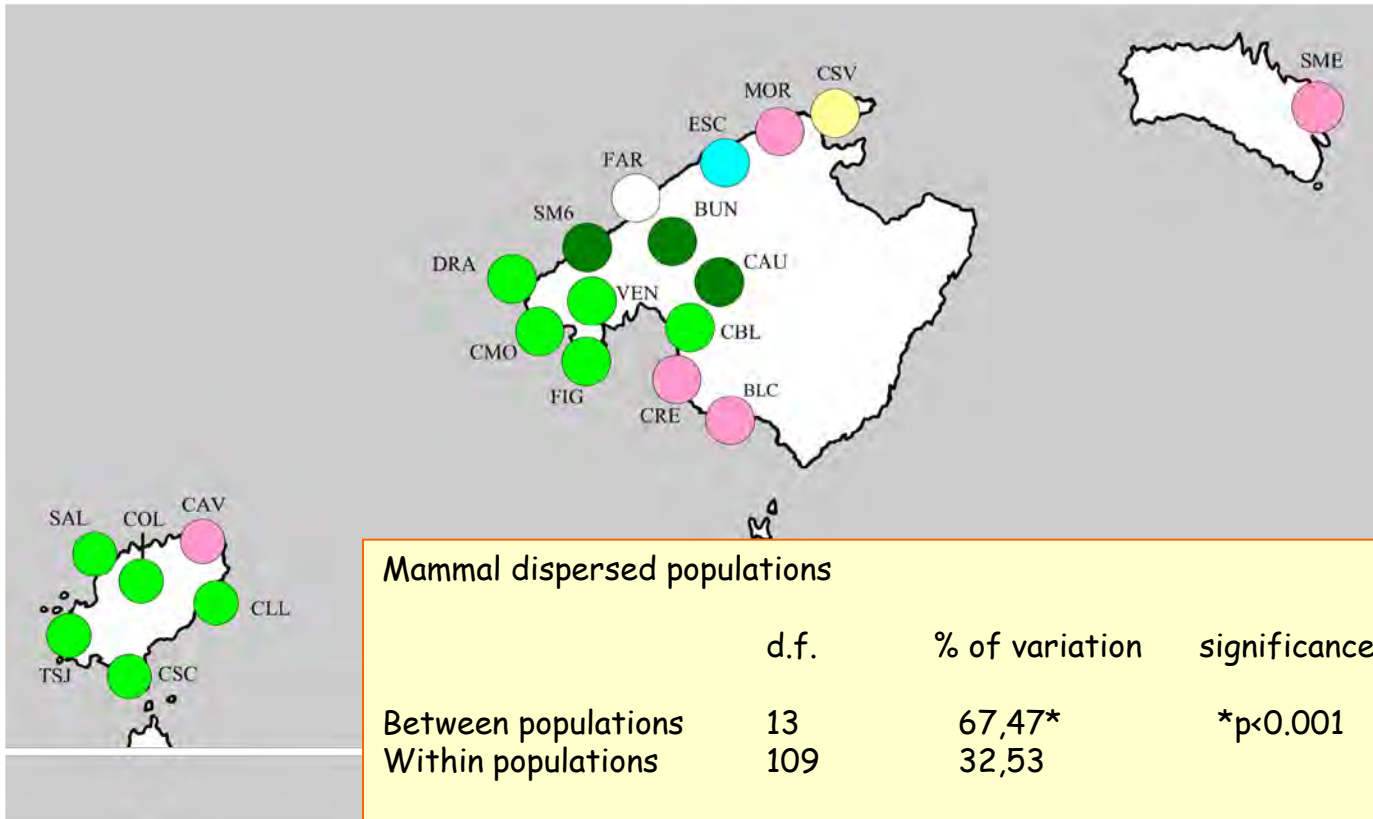 SME
CSV
MOR
ESC
FAR
BUN
SM6
CAU
DRA
VEN
CBL
CMO
FIG
BLC
CRE
CAV
SAL COL
CLL
TSJ CSC
Mammal dispersed populations
d.f. % of variation significance
Between populations 13 67,47* *p<0.001
Within populations 109 32,53